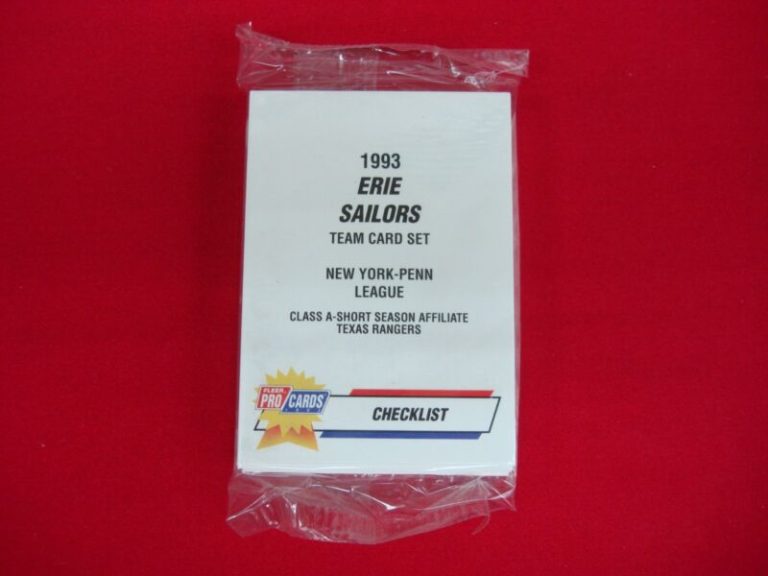 1993
ERIE
SAILORS
TEAM CARD SET
NEW YORK-PENN
LEAGUE
CLASS A-SHORT SEASON AFFILIATE
TEXAS RANGERS
FLEER
PRO CARDS
CHECKLIST